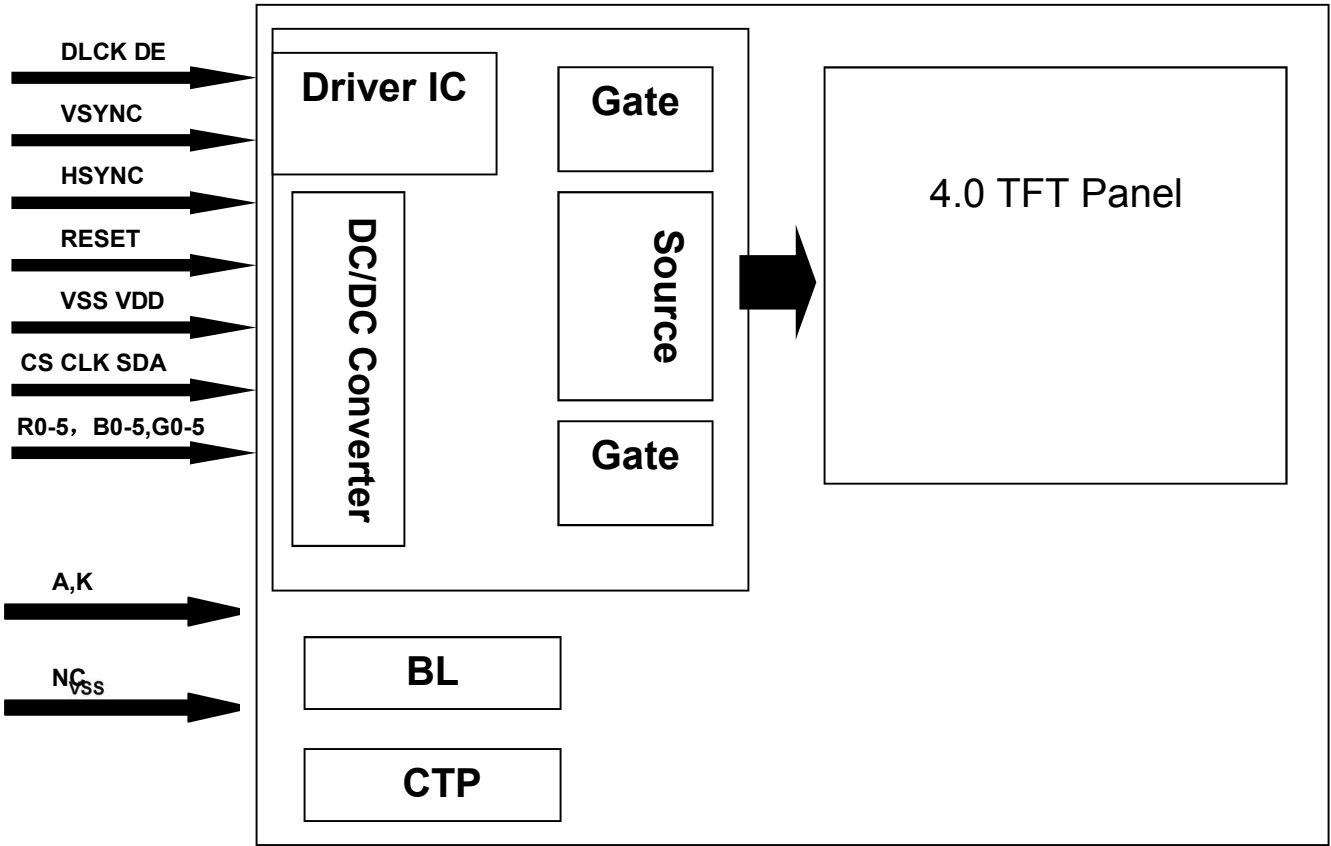 DLCK DE
VSYNC
HSYNC
RESET
VSS VDD
CS CLK SDA
R0-5，B0-5,G0-5
A,K
NC
VSS
Driver IC
DC/DC Converter
Gate
Source
Gate
4.0 TFT Panel
BL
CTP